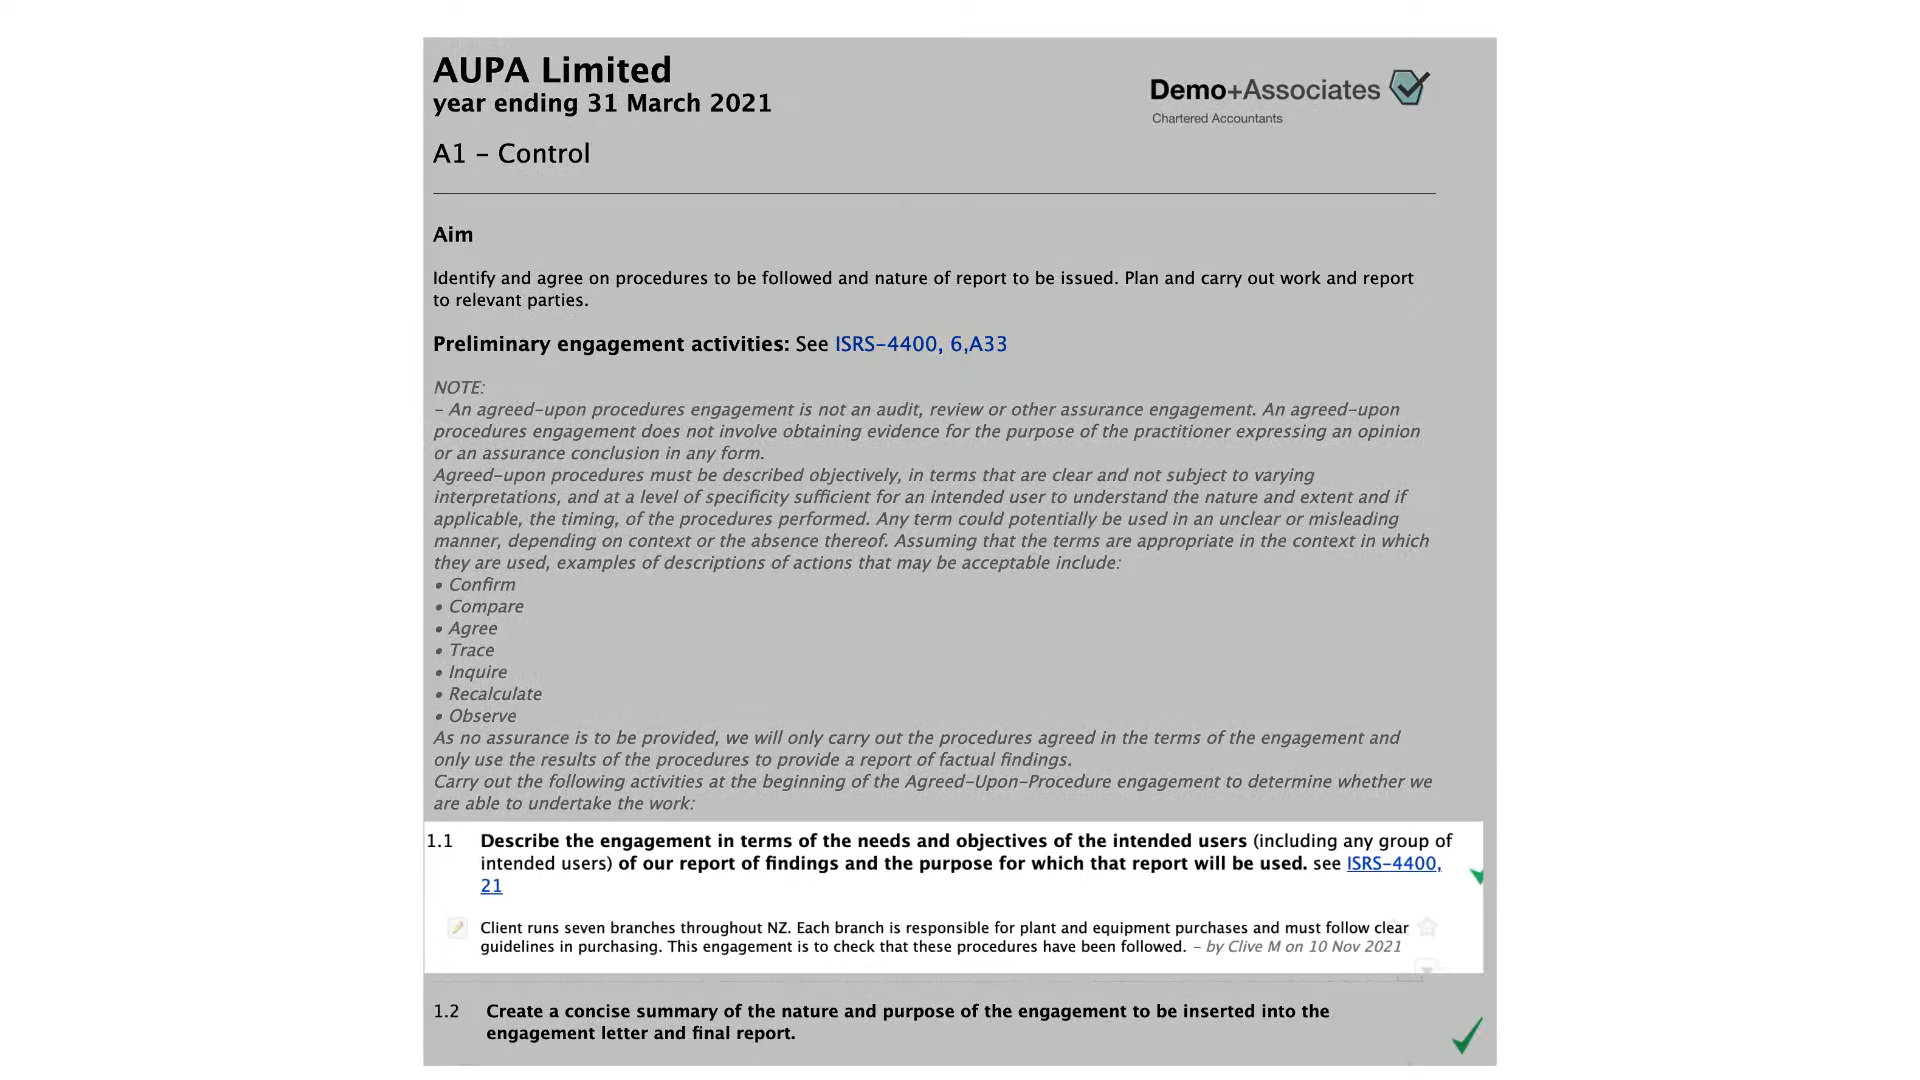 AUPA Limited
year ending 31 March 2021
Demo+Associates
Chartered Accountants
A1 – Control
Aim
Identify and agree on procedures to be followed and nature of report to be issued. Plan and carry out work and report
to relevant parties.
Preliminary engagement activities: See ISRS-4400, 6,A33
NOTE:
- An agreed-upon procedures engagement is not an audit, review or other assurance engagement. An agreed-upon
procedures engagement does not involve obtaining evidence for the purpose of the practitioner expressing an opinion
or an assurance conclusion in any form.
Agreed-upon procedures must be described objectively, in terms that are clear and not subject to varying
interpretations, and at a level of specificity sufficient for an intended user to understand the nature and extent and if
applicable, the timing, of the procedures performed. Any term could potentially be used in an unclear or misleading
manner, depending on context or the absence thereof. Assuming that the terms are appropriate in the context in which
they are used, examples of descriptions of actions that may be acceptable include:
• Confirm
• Compare
• Agree
• Trace
• Inquire
• Recalculate
• Observe
As no assurance is to be provided, we will only carry out the procedures agreed in the terms of the engagement and
only use the results of the procedures to provide a report of factual findings.
Carry out the following activities at the beginning of the Agreed-Upon-Procedure engagement to determine whether we
are able to undertake the work:
1.1 Describe the engagement in terms of the needs and objectives of the intended users (including any group of
intended users) of our report of findings and the purpose for which that report will be used. see ISRS-4400,
21
Client runs seven branches throughout NZ. Each branch is responsible for plant and equipment purchases and must follow clear
guidelines in purchasing. This engagement is to check that these procedures have been followed. - by Clive M on 10 Nov 2021
1.2 Create a concise summary of the nature and purpose of the engagement to be inserted into the
engagement letter and final report.